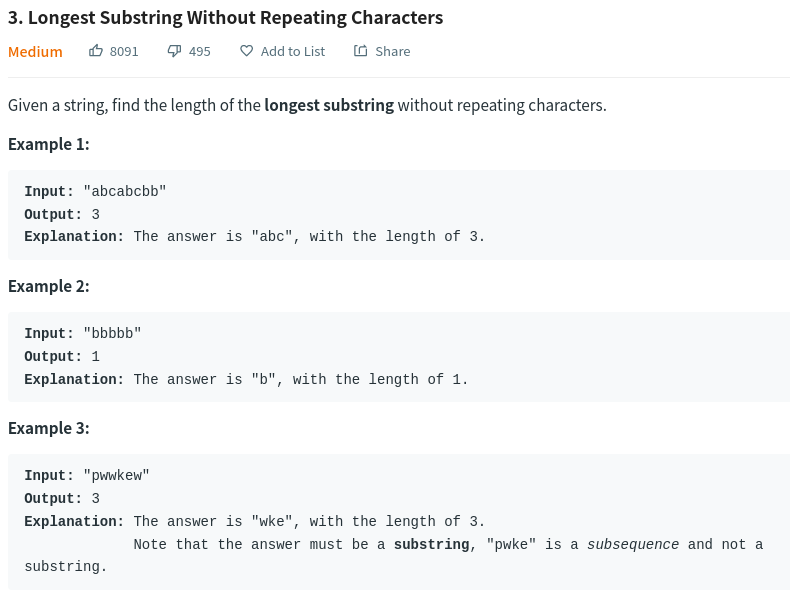 3. Longest Substring Without Repeating Characters
Medium 8091 495 Add to List Share
Given a string, find the length of the longest substring without repeating characters.
Example 1:
Input: "abcabcbb"
Output: 3
Explanation: The answer is "abc", with the length of 3.
Example 2:
Input: "bbbbb"
Output: 1
Explanation: The answer is "b", with the length of 1.
Example 3:
Input: "pwwkew"
Output: 3
Explanation: The answer is "wke", with the length of 3.
Note that the answer must be a substring, "pwke" is a subsequence and not a
substring.